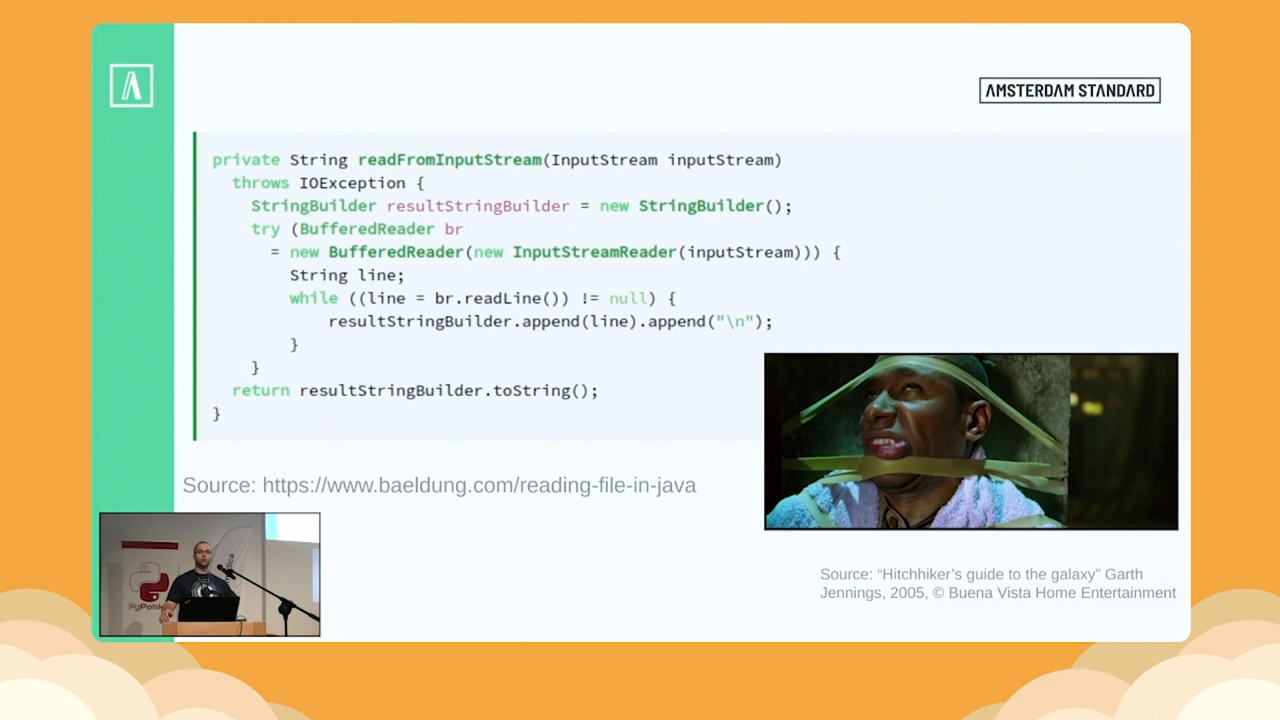 AMSTERDAM STANDARD
private String readFromInputStream(InputStream inputStream)
  throws IOException {
    StringBuilder resultStringBuilder = new StringBuilder();
    try (BufferedReader br
      = new BufferedReader(new InputStreamReader(inputStream))) {
        String line;
        while ((line = br.readLine()) != null) {
            resultStringBuilder.append(line).append("\n");
        }
    }
  return resultStringBuilder.toString();
}
Source: https://www.baeldung.com/reading-file-in-java
Source: “Hitchhiker’s guide to the galaxy” Garth
Jennings, 2005, © Buena Vista Home Entertainment